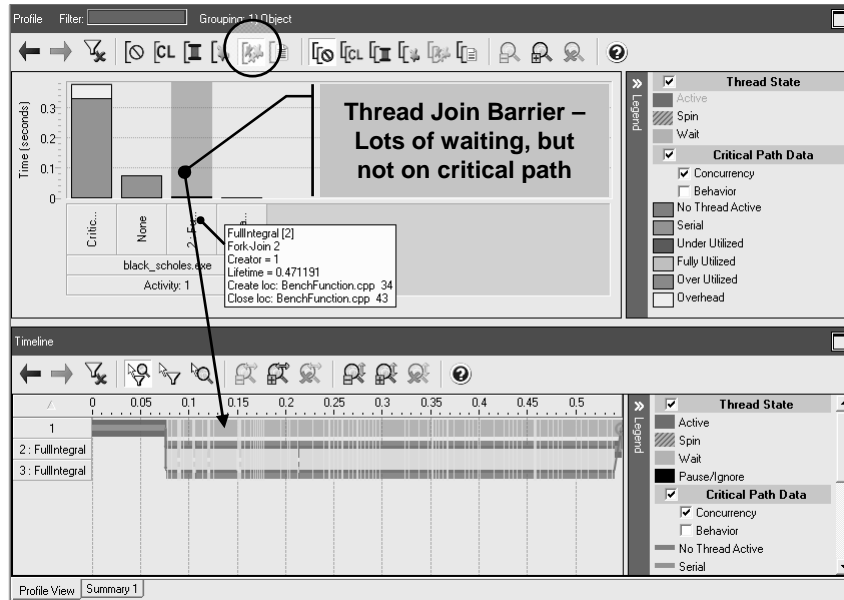 Profile Filter: Grouping: 1) Object
CL CL
Time (seconds)
0.3
0.2
0.1
0
Thread Join Barrier –
Lots of waiting, but
not on critical path
Critic...
None
black_scholes.exe
Activity: 1
FullIntegral [2]
Fork-Join 2
Creator = 1
Lifetime = 0.471191
Create loc: BenchFunction.cpp 34
Close loc: BenchFunction.cpp 43
Legend
Thread State
Active
Spin
Wait
Critical Path Data
Concurrency
Behavior
No Thread Active
Serial
Under Utilized
Fully Utilized
Over Utilized
Overhead
Timeline
0 0.05 0.1 0.15 0.2 0.25 0.3 0.35 0.4 0.45 0.5
1
2 : FullIntegral
3 : FullIntegral
Legend
Thread State
Active
Spin
Wait
Pause/Ignore
Critical Path Data
Concurrency
Behavior
No Thread Active
Serial
Profile View Summary 1